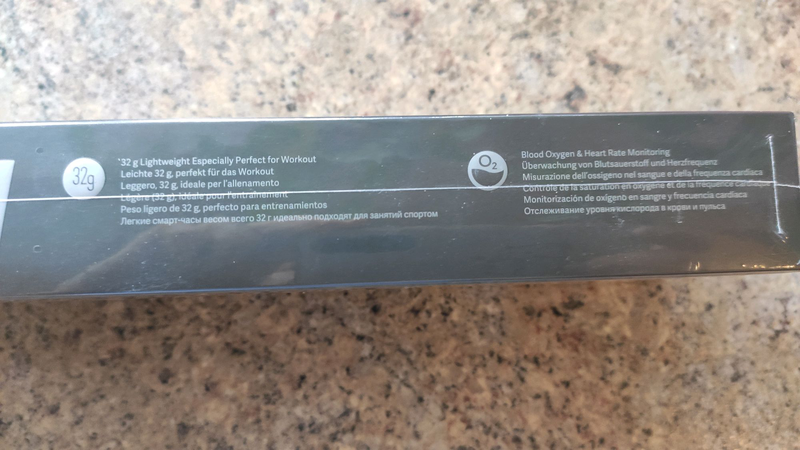 32g
*32 g Lightweight Especially Perfect for Workout
Leichte 32 g, perfekt für das Workout
Leggero, 32 g, ideale per l'allenamento
Légère (32 g), idéale pour l'entraînement
Peso ligero de 32 g, perfecto para entrenamientos
Легкие смарт-часы весом всего 32 г идеально подходят для занятий спортом
O2
Blood Oxygen & Heart Rate Monitoring
Überwachung von Blutsauerstoff und Herzfrequenz
Misurazione dell'ossigeno nel sangue e della frequenza cardiaca
Contrôle de la saturation en oxygène et de la fréquence cardiaque
Monitorización de oxígeno en sangre y frecuencia cardíaca
Отслеживание уровня кислорода в крови и пульса